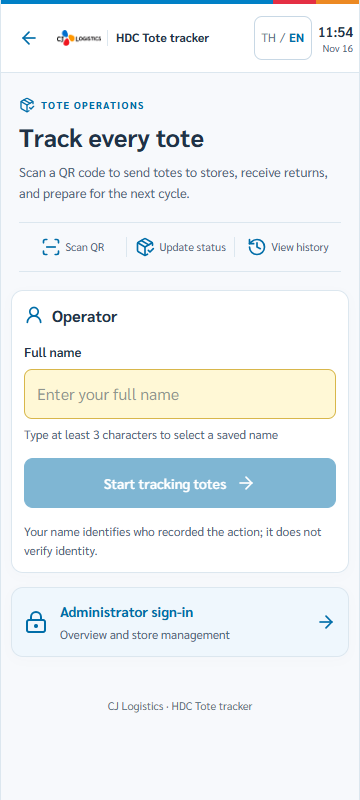 CJ LOGISTICS
HDC Tote tracker
TH / EN
11:54
Nov 16
TOTE OPERATIONS
Track every tote
Scan a QR code to send totes to stores, receive returns,
and prepare for the next cycle.
Scan QR
Update status
View history
Operator
Full name
Enter your full name
Type at least 3 characters to select a saved name
Start tracking totes
Your name identifies who recorded the action; it does not
verify identity.
Administrator sign-in
Overview and store management
CJ Logistics · HDC Tote tracker